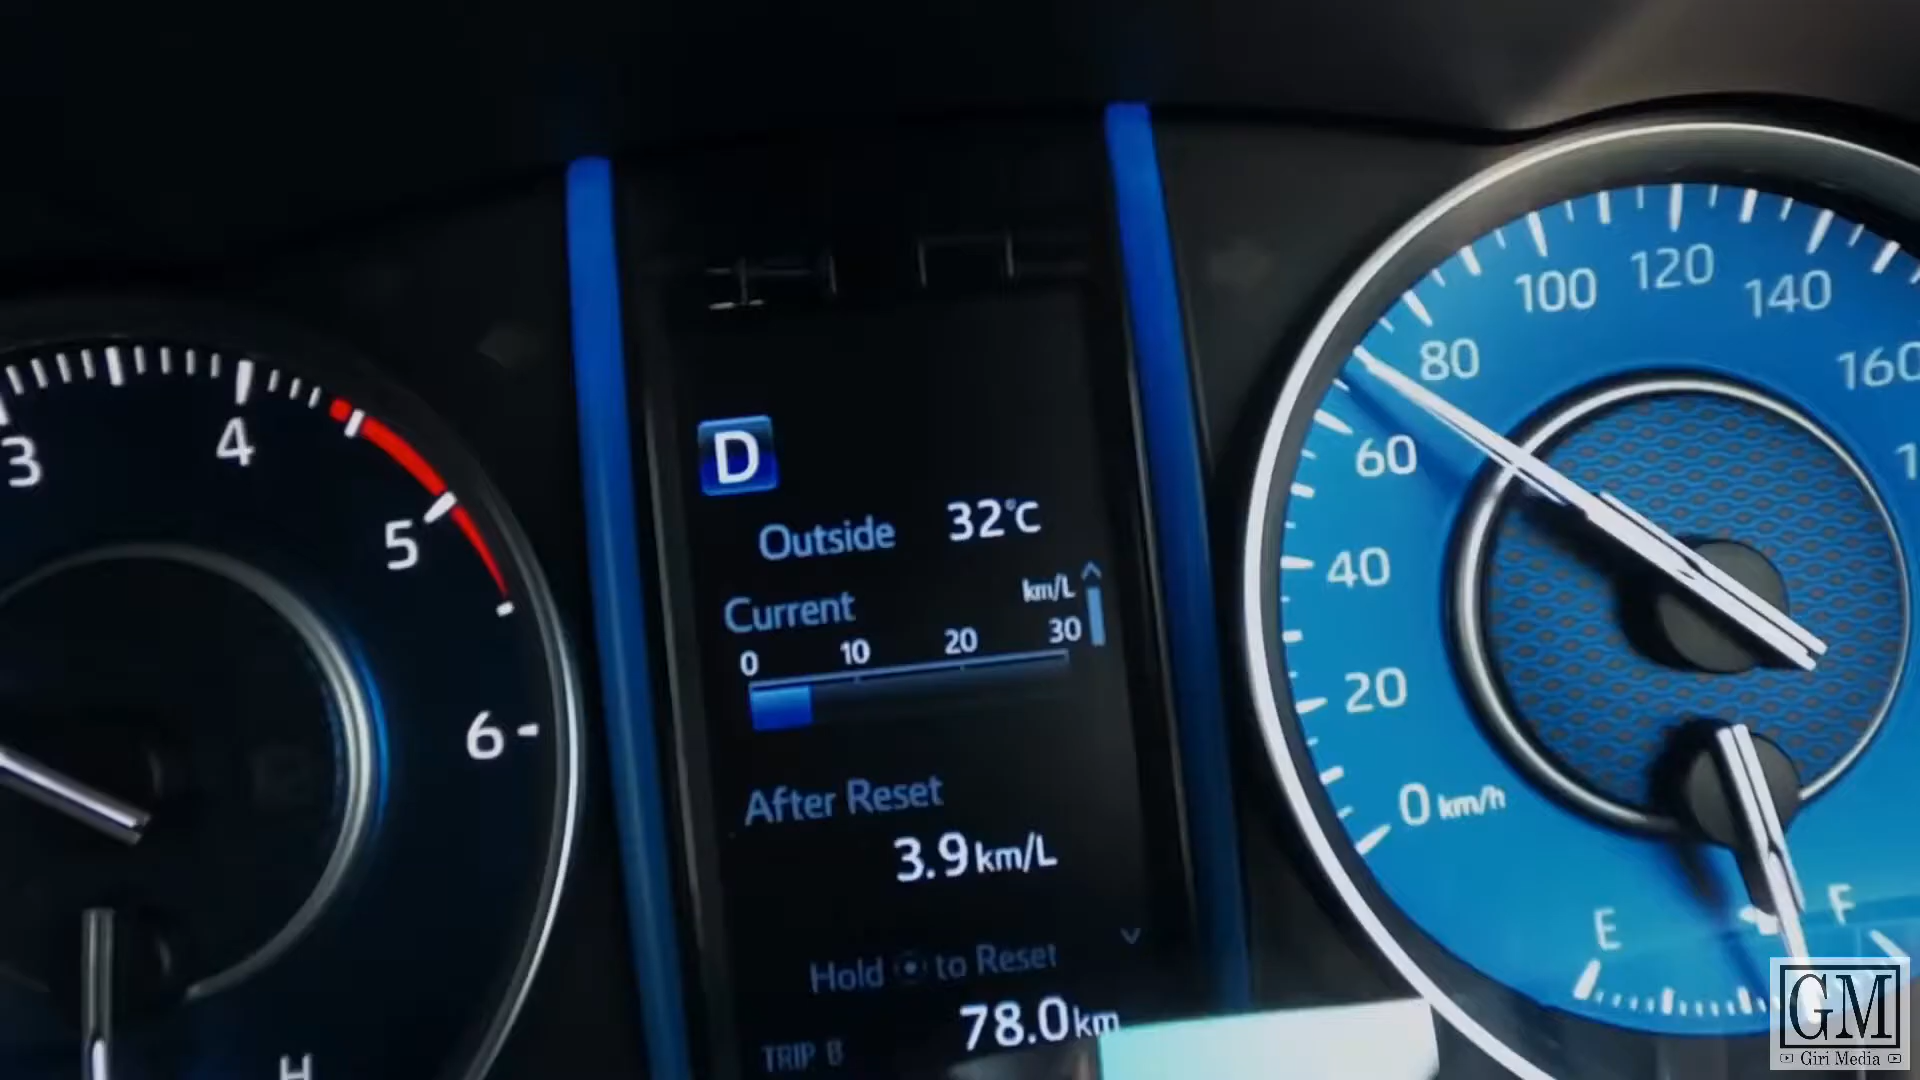 3
4
5
6
H
D
Outside 32°C
Current km/L
0 10 20 30
After Reset
3.9 km/L
Hold to Reset
TRIP B 78.0 km
0 km/h
20
40
60
80
100
120
140
160
E F
GM
Giri Media